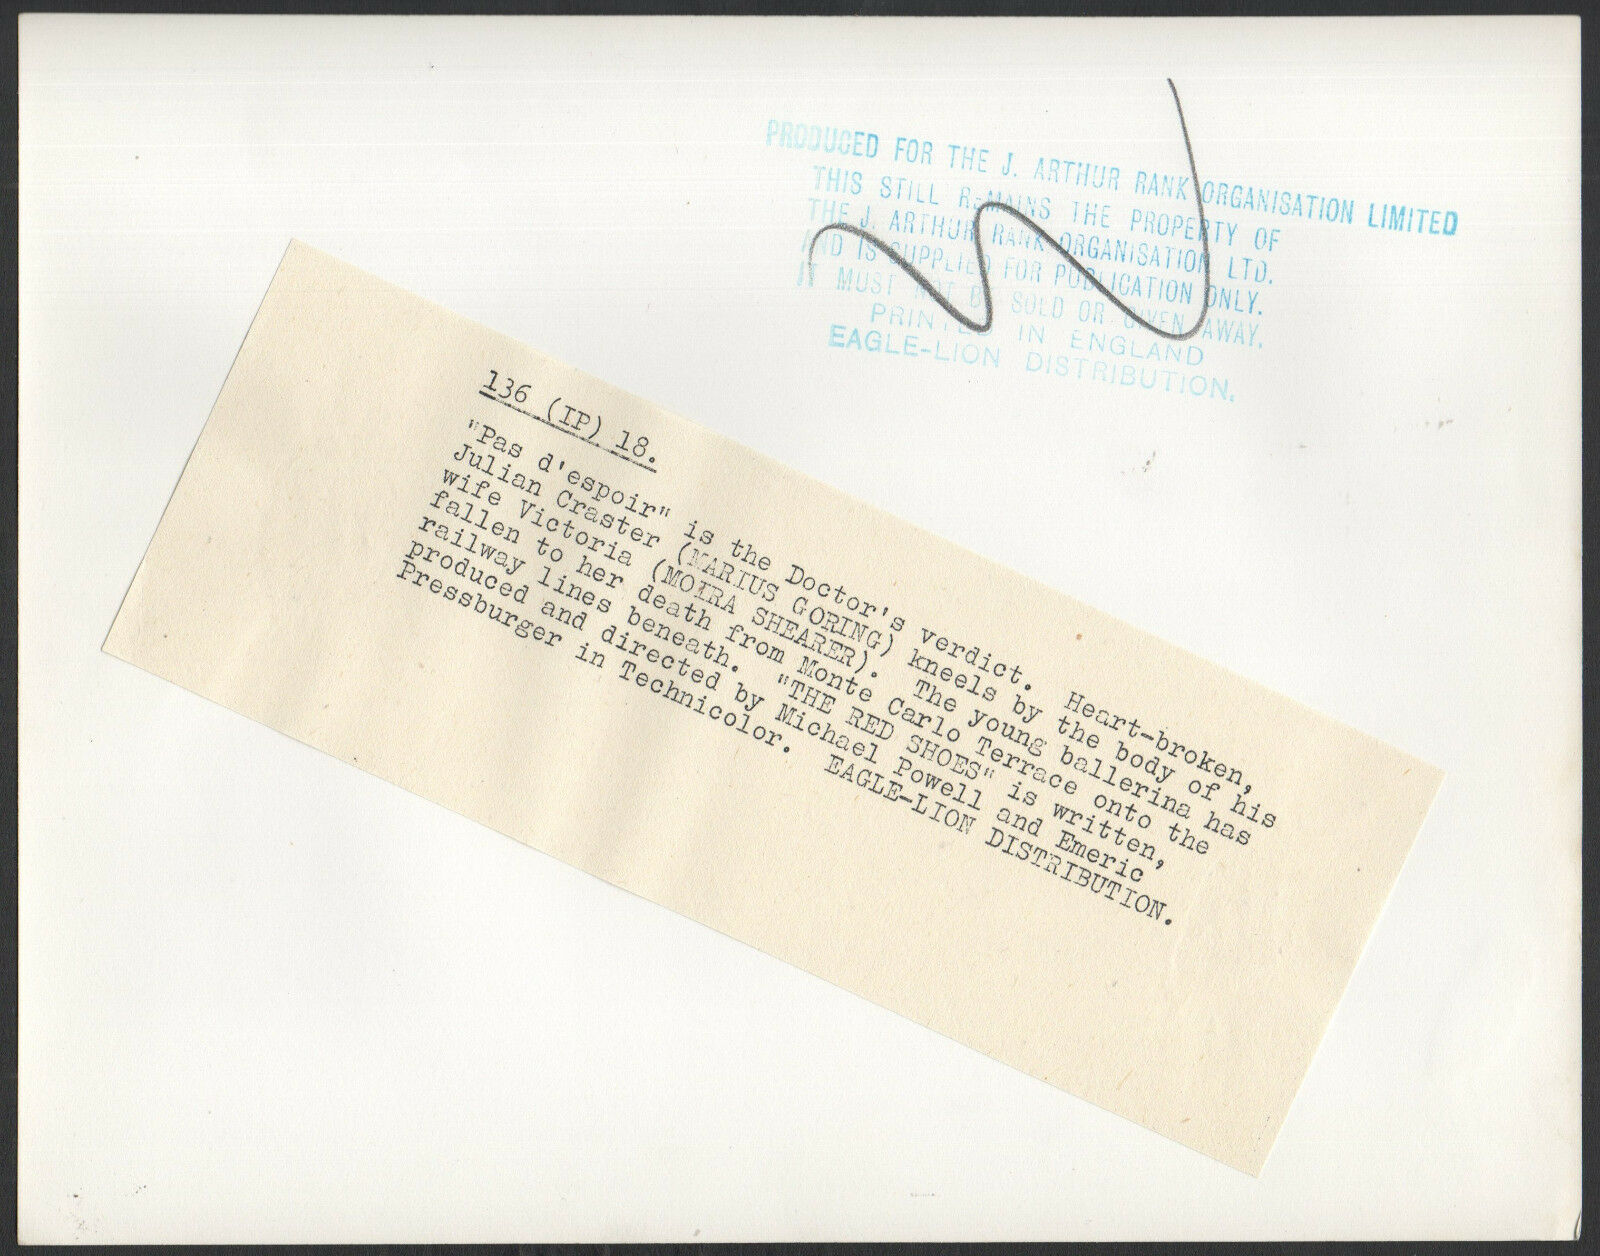 PRODUCED FOR THE J. ARTHUR RANK ORGANISATION LIMITED
THIS STILL REMAINS THE PROPERTY OF
THE J. ARTHUR RANK ORGANISATION LTD.
AND IS SUPPLIED FOR PUBLICATION ONLY.
IT MUST NOT BE SOLD OR GIVEN AWAY.
PRINTED IN ENGLAND
EAGLE-LION DISTRIBUTION.
136 (IP) 18.
"Pas d'espoir" is the Doctor's verdict. Heart-broken,
Julian Craster (MARIUS GORING) kneels by the body of his
wife Victoria (MOIRA SHEARER). The young ballerina has
fallen to her death from Monte Carlo Terrace onto the
railway lines beneath. "THE RED SHOES" is written,
produced and directed by Michael Powell and Emeric
Pressburger in Technicolor. EAGLE-LION DISTRIBUTION.